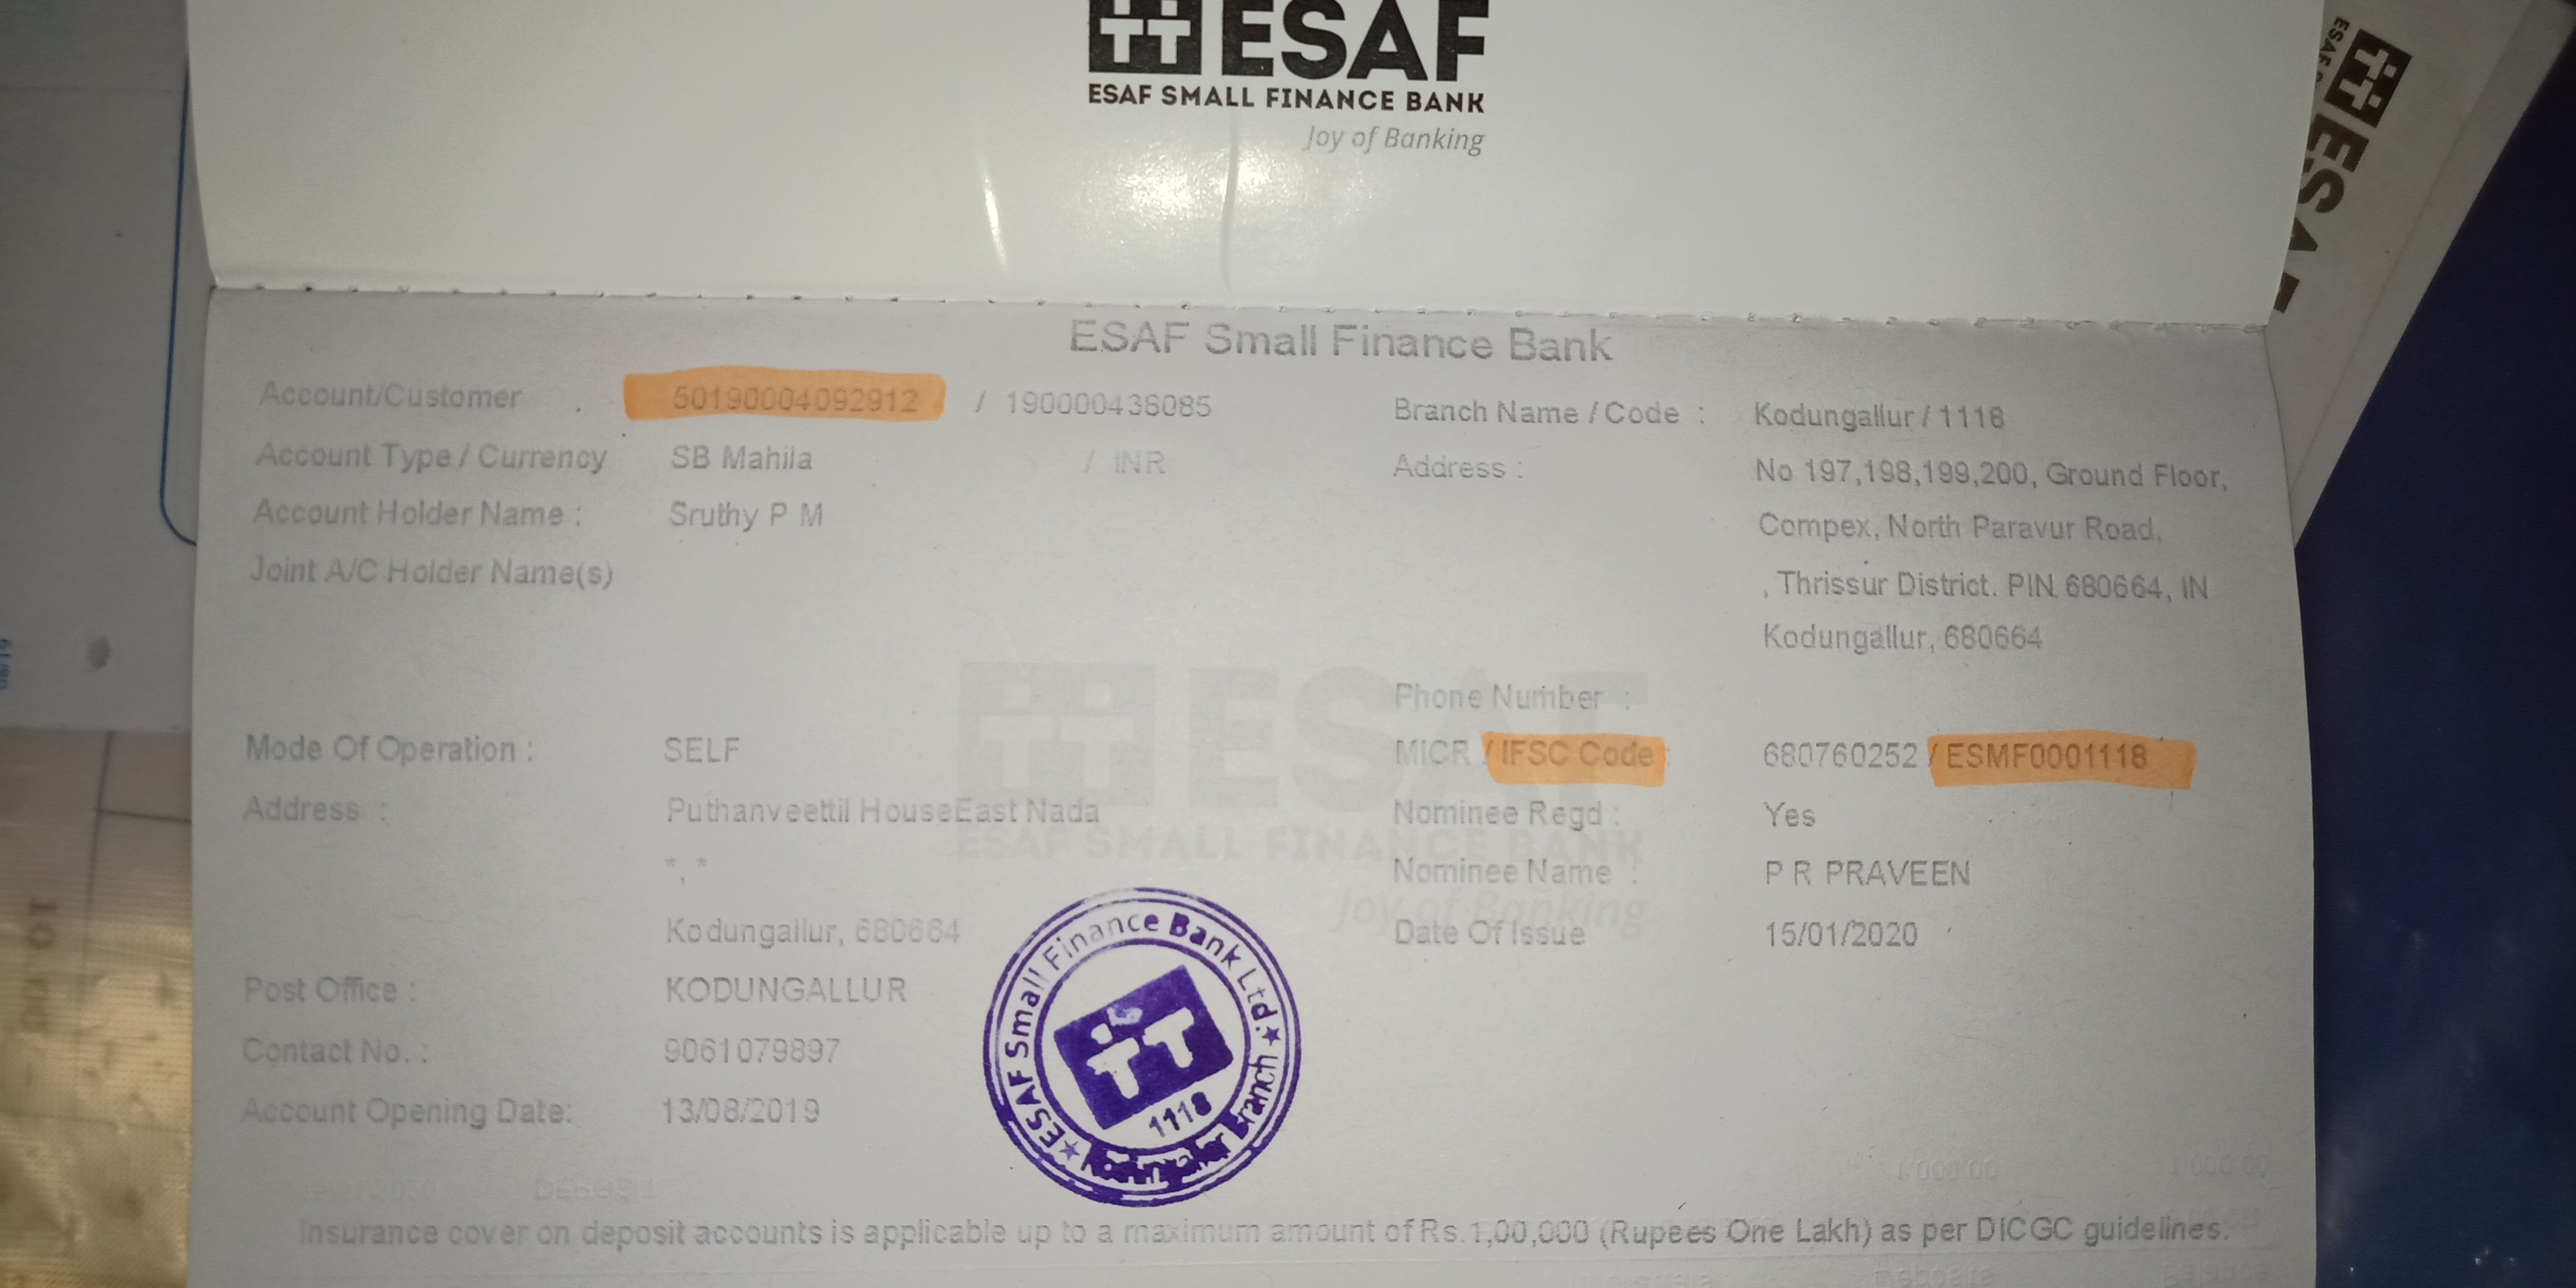 ESAF
ESAF SMALL FINANCE BANK
Joy of Banking
ESAF
ESAF Small Finance Bank
Account/Customer 50190004092912 / 190000436085
Account Type / Currency SB Mahila / INR
Account Holder Name : Sruthy P M
Joint A/C Holder Name(s)
Mode Of Operation : SELF
Address : Puthanveettil HouseEast Nada
*, *
Kodungallur, 680664
Post Office : KODUNGALLUR
Contact No. : 9061079897
Account Opening Date: 13/08/2019
Branch Name / Code : Kodungallur / 1118
Address : No 197,198,199,200, Ground Floor,
Compex, North Paravur Road,
, Thrissur District. PIN 680664, IN
Kodungallur, 680664
Phone Number :
MICR / IFSC Code : 680760252 / ESMF0001118
Nominee Regd : Yes
Nominee Name : P R PRAVEEN
Date Of Issue 15/01/2020
ESAF
ESAF SMALL FINANCE BANK
Joy of Banking
ESAF Small Finance Bank Ltd.
1118
Branch
Insurance cover on deposit accounts is applicable up to a maximum amount of Rs.1,00,000 (Rupees One Lakh) as per DICGC guidelines.